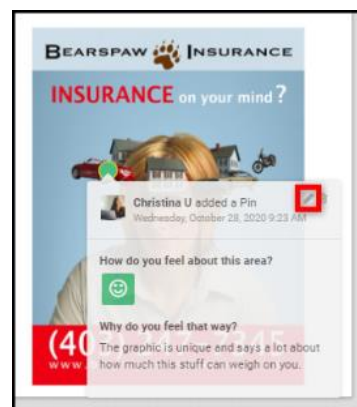 BEARSPAW INSURANCE
INSURANCE on your mind?
Christina U added a Pin
Wednesday, October 28, 2020 9:23 AM
How do you feel about this area?
Why do you feel that way?
The graphic is unique and says a lot about
how much this stuff can weigh on you.
(40
www.